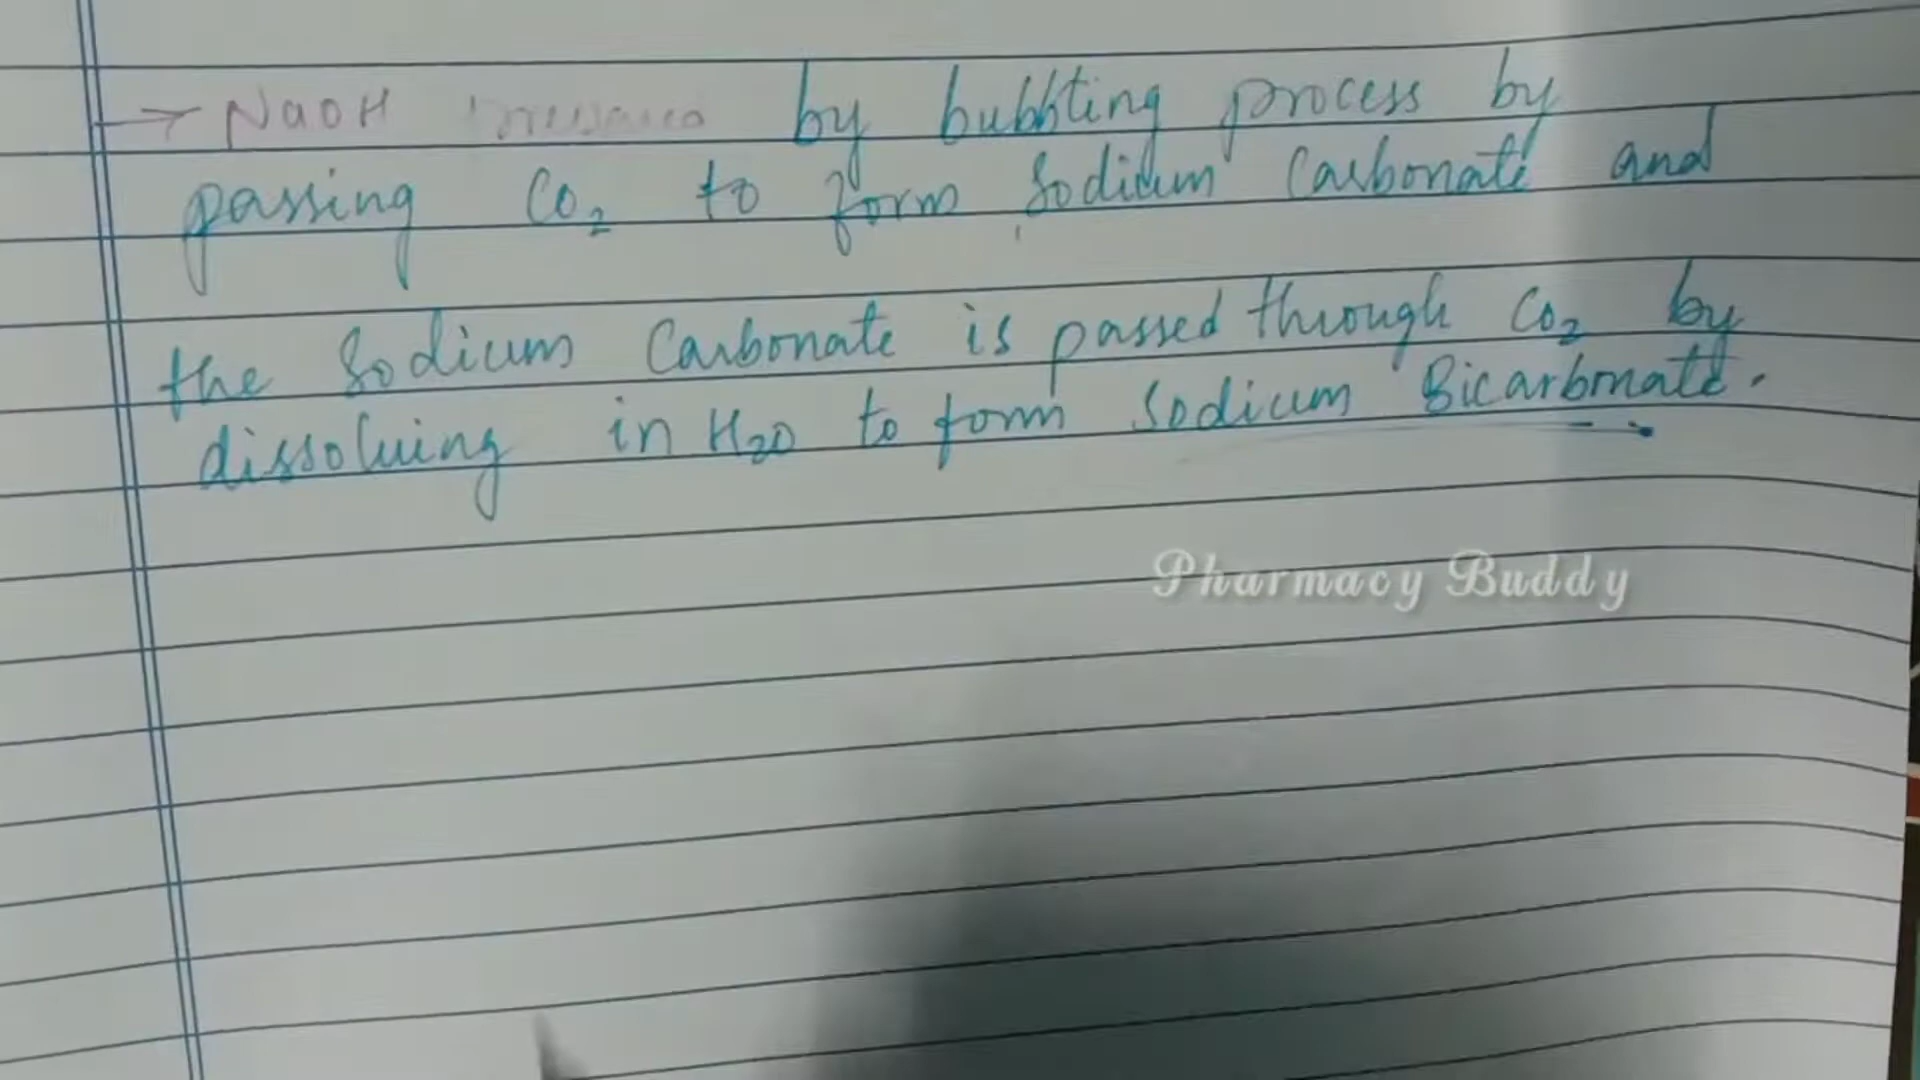 → NaOH by bubbting process by
passing CO2 to form Sodium Carbonate and
the Sodium Carbonate is passed through CO2 by
dissolving in H2O to form Sodium Bicarbonate.
Pharmacy Buddy